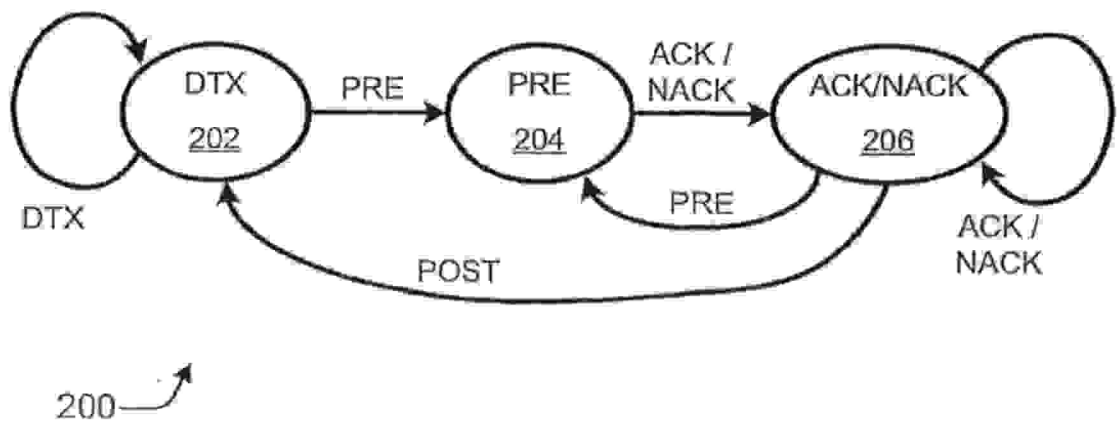 DTX
202
PRE
PRE
204
ACK /
NACK
ACK/NACK
206
DTX
PRE
ACK /
NACK
POST
200